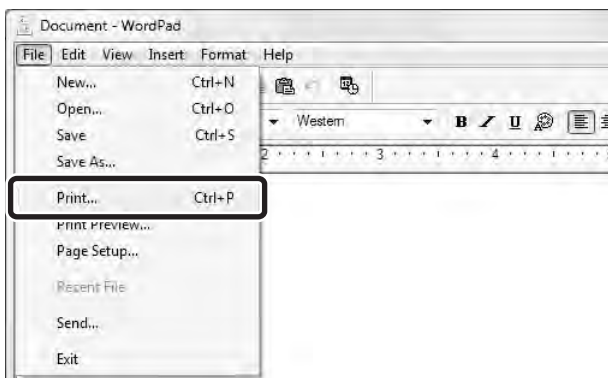 Document - WordPad
File Edit View Insert Format Help
New... Ctrl+N
Open... Ctrl+O
Western B I U
Save Ctrl+S
Save As...
2 3 4
Print... Ctrl+P
Print Preview...
Page Setup...
Recent File
Send...
Exit